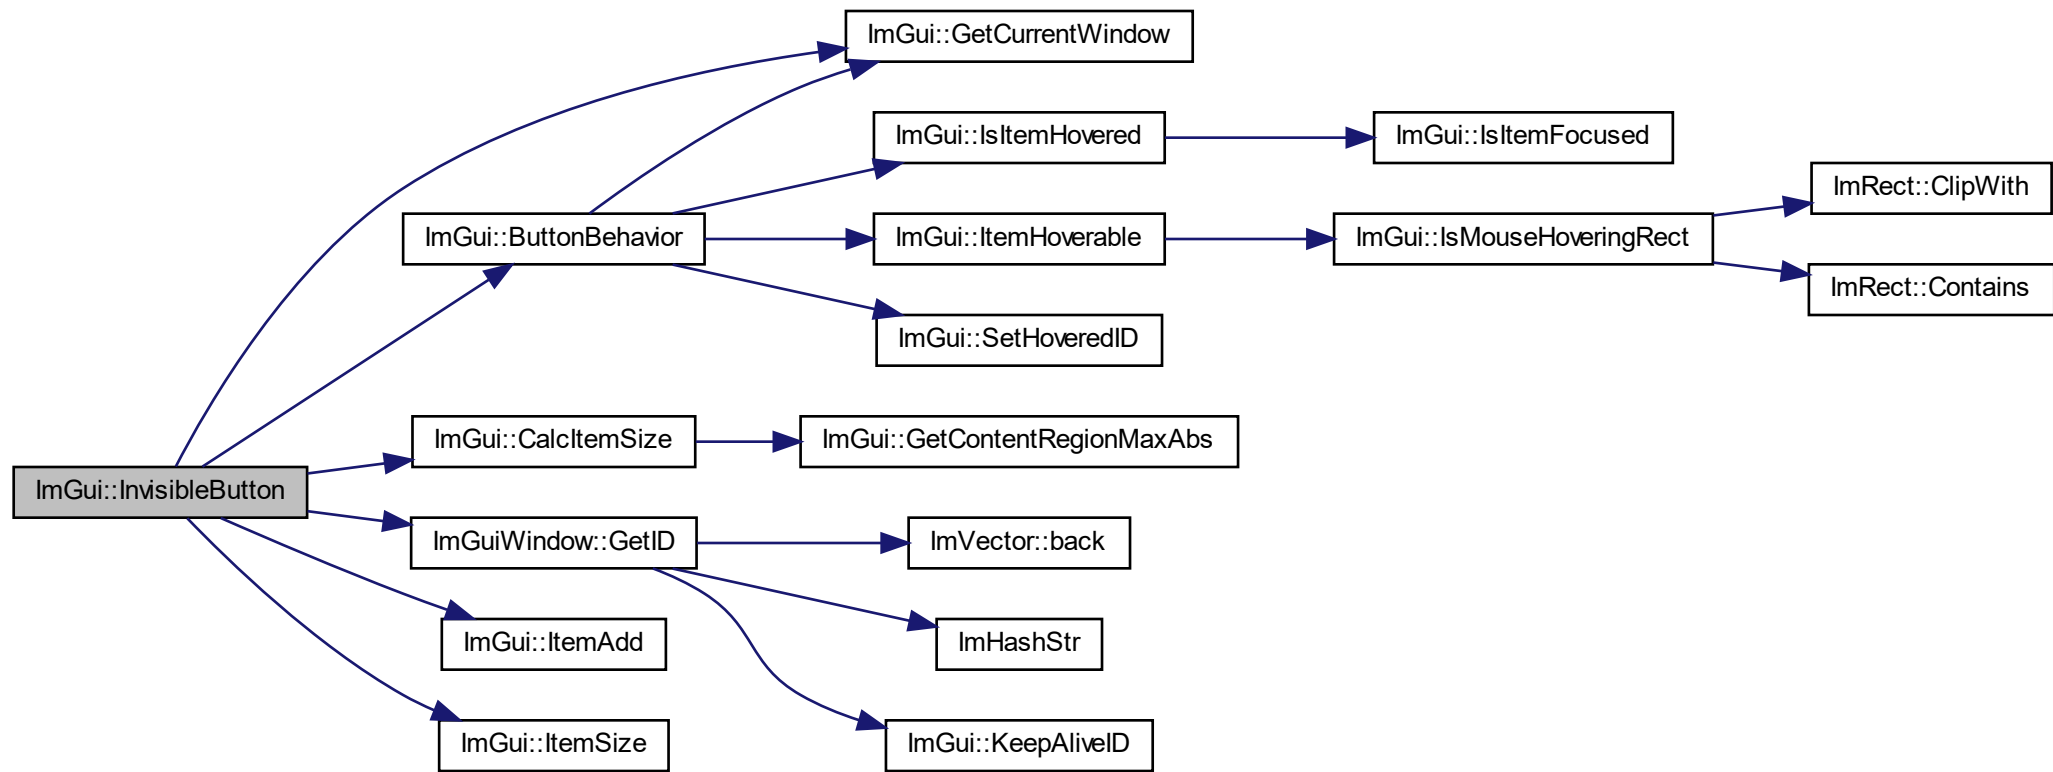 ImGui::GetCurrentWindow
ImGui::IsItemHovered
ImGui::IsItemFocused
ImRect::ClipWith
ImGui::ButtonBehavior
ImGui::ItemHoverable
ImGui::IsMouseHoveringRect
ImRect::Contains
ImGui::SetHoveredID
ImGui::CalcItemSize
ImGui::GetContentRegionMaxAbs
ImGui::InvisibleButton
ImGuiWindow::GetID
ImVector::back
ImGui::ItemAdd
ImHashStr
ImGui::ItemSize
ImGui::KeepAliveID